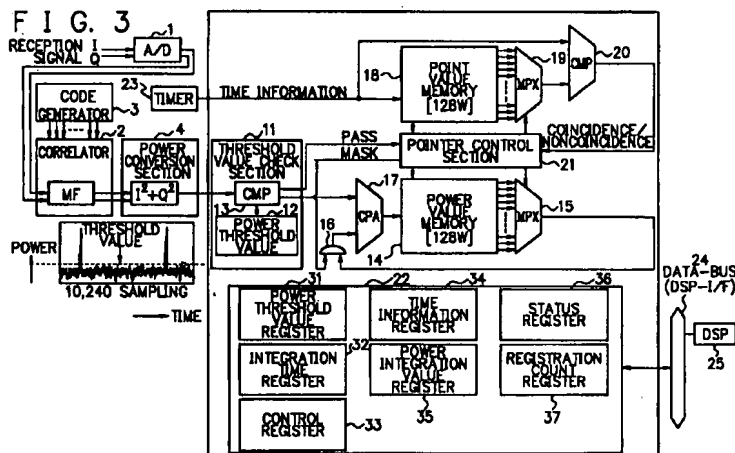 FIG. 3
RECEPTION I
SIGNAL Q
A/D
1
23
TIMER
TIME INFORMATION
CODE
GENERATOR
3
2
4
CORRELATOR
MF
POWER
CONVERSION
SECTION
I²+Q²
11
THRESHOLD
VALUE CHECK
SECTION
CMP
13
12
POWER THRESHOLD
VALUE
PASS
MASK
18
POINT
VALUE
MEMORY
[128W]
19
MPX
CMP
20
COINCIDENCE/
NONCOINCIDENCE
POINTER CONTROL
SECTION
21
17
CPA
16
POWER
VALUE
MEMORY
[128W]
14
MPX
15
POWER
THRESHOLD
VALUE
10,240 SAMPLING
TIME
31
22
34
36
POWER
THRESHOLD
VALUE
REGISTER
TIME
INFORMATION
REGISTER
STATUS
REGISTER
32
INTEGRATION
TIME
REGISTER
POWER
INTEGRATION
VALUE
REGISTER
35
REGISTRATION
COUNT
REGISTER
37
CONTROL
REGISTER
33
24
DATA-BUS
(DSP-I/F)
DSP
25